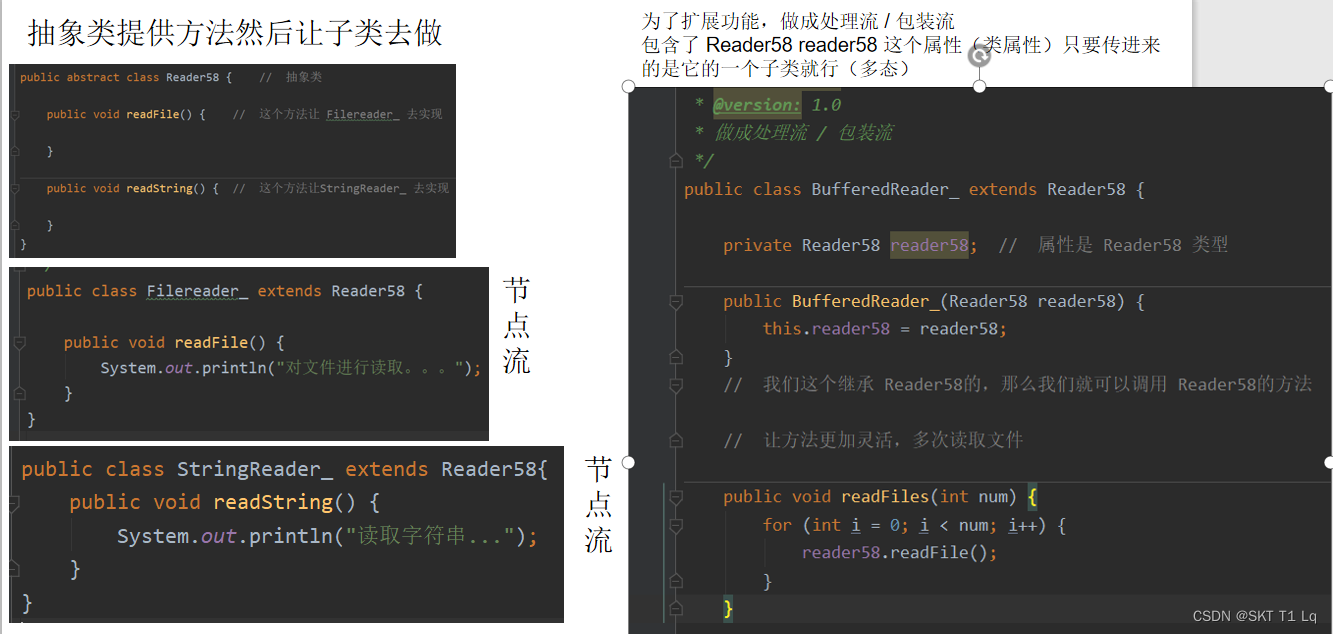 抽象类提供方法然后让子类去做
public abstract class Reader58 {    //  抽象类
public void readFile() {    //  这个方法让 Filereader_ 去实现
}
public void readString() {  //  这个方法让StringReader_ 去实现
}
}
public class Filereader_ extends Reader58 {
public void readFile() {
System.out.println("对文件进行读取。。。");
}
}
节
点
流
public class StringReader_ extends Reader58{
public void readString() {
System.out.println("读取字符串...");
}
}
节
点
流
为了扩展功能，做成处理流 / 包装流
包含了 Reader58 reader58 这个属性（类属性）只要传进来
的是它的一个子类就行（多态）
* @version: 1.0
* 做成处理流 / 包装流
*/
public class BufferedReader_ extends Reader58 {
private Reader58 reader58;  //  属性是 Reader58 类型
public BufferedReader_(Reader58 reader58) {
this.reader58 = reader58;
}
//  我们这个继承 Reader58的，那么我们就可以调用 Reader58的方法
//  让方法更加灵活，多次读取文件
public void readFiles(int num) {
for (int i = 0; i < num; i++) {
reader58.readFile();
}
}
CSDN @SKT T1 Lq